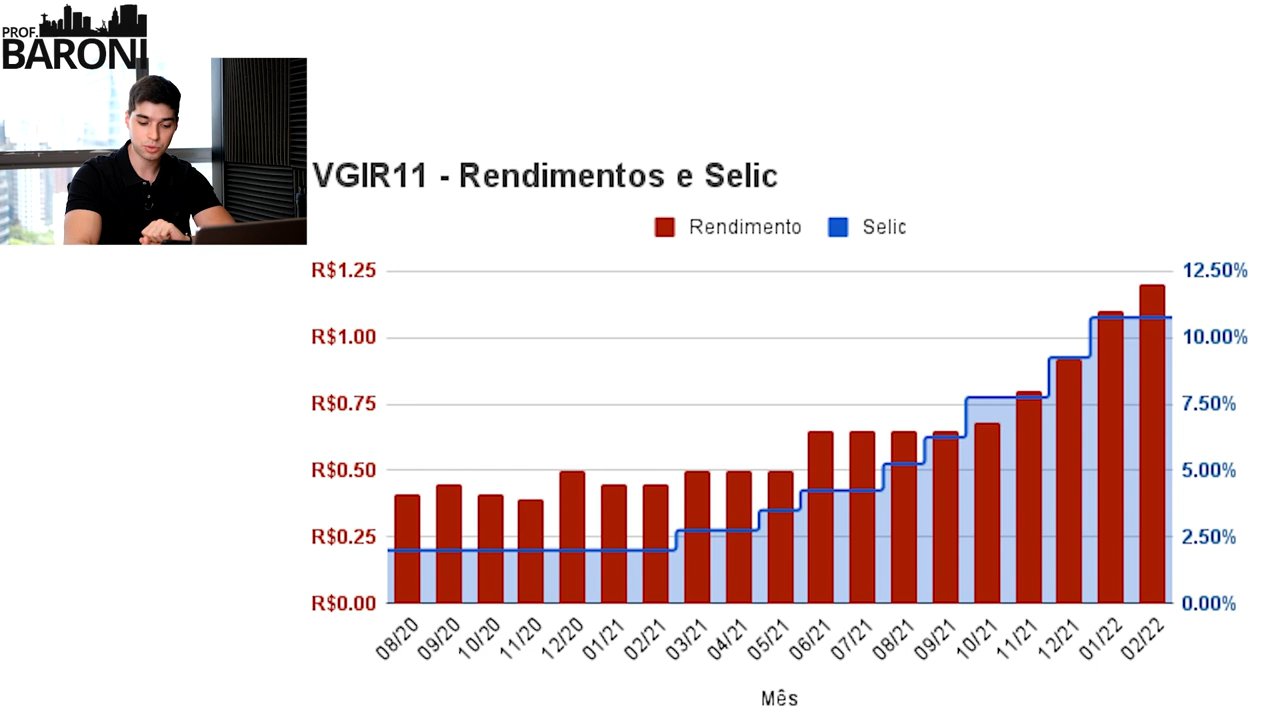 PROF.
BARONI
VGIR11 - Rendimentos e Selic
Rendimento Selic
R$1.25 12.50%
R$1.00 10.00%
R$0.75 7.50%
R$0.50 5.00%
R$0.25 2.50%
R$0.00 0.00%
08/20 09/20 10/20 11/20 12/20 01/21 02/21 03/21 04/21 05/21 06/21 07/21 08/21 09/21 10/21 11/21 12/21 01/22 02/22
Mês